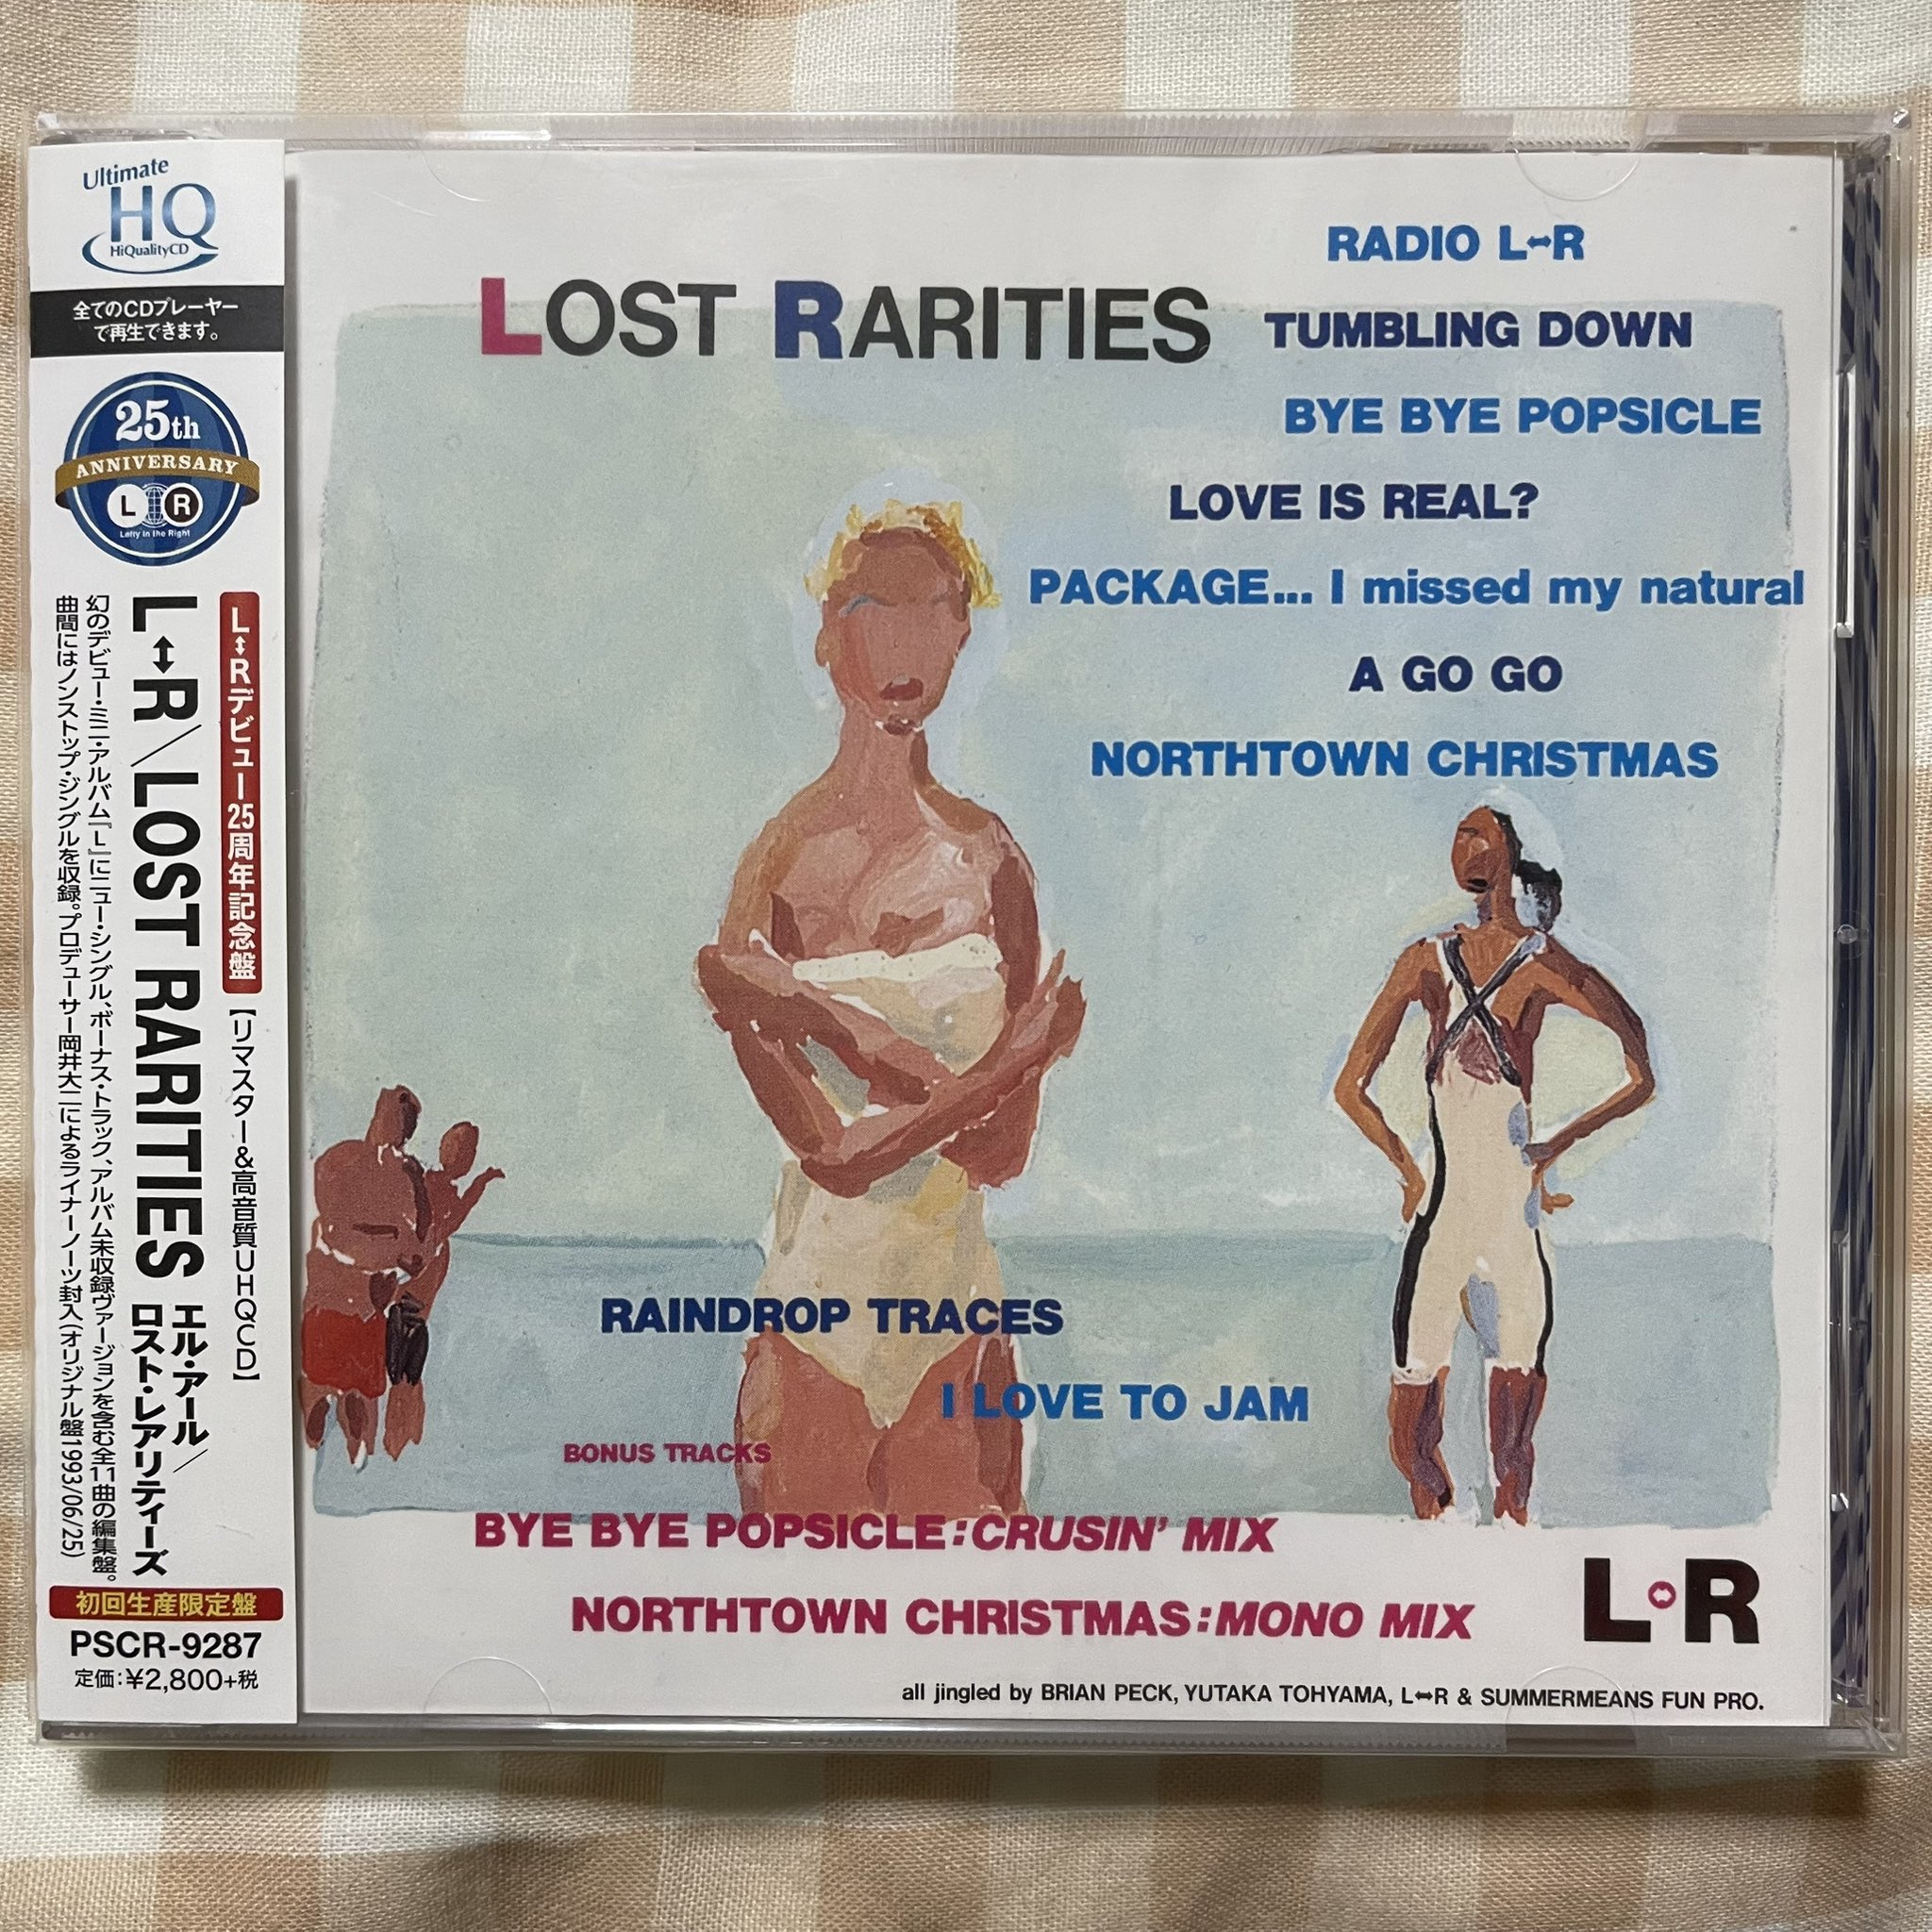 Ultimate
HQ
HiQualityCD
全てのCDプレーヤー
で再生できます。
25th
ANNIVERSARY
L R
Lefty in the Right
L↔Rデビュー25周年記念盤
【リマスター&高音質UHQCD】
L↔R/LOST RARITIES
エル・アール/
ロスト・レアリティーズ
幻のデビュー・ミニ・アルバム『L』にニュー・シングル、ボーナス・トラック、アルバム未収録ヴァージョンを含む全11曲の編集盤。
曲間にはノンストップ・ジングルを収録。プロデューサー岡井大二によるライナーノーツ封入(オリジナル盤1993/06/25)
初回生産限定盤
PSCR-9287
定価:¥2,800+税
LOST RARITIES
RADIO L↔R
TUMBLING DOWN
BYE BYE POPSICLE
LOVE IS REAL?
PACKAGE... I missed my natural
A GO GO
NORTHTOWN CHRISTMAS
RAINDROP TRACES
I LOVE TO JAM
BONUS TRACKS
BYE BYE POPSICLE:CRUSIN' MIX
NORTHTOWN CHRISTMAS:MONO MIX
L↔R
all jingled by BRIAN PECK, YUTAKA TOHYAMA, L↔R & SUMMERMEANS FUN PRO.